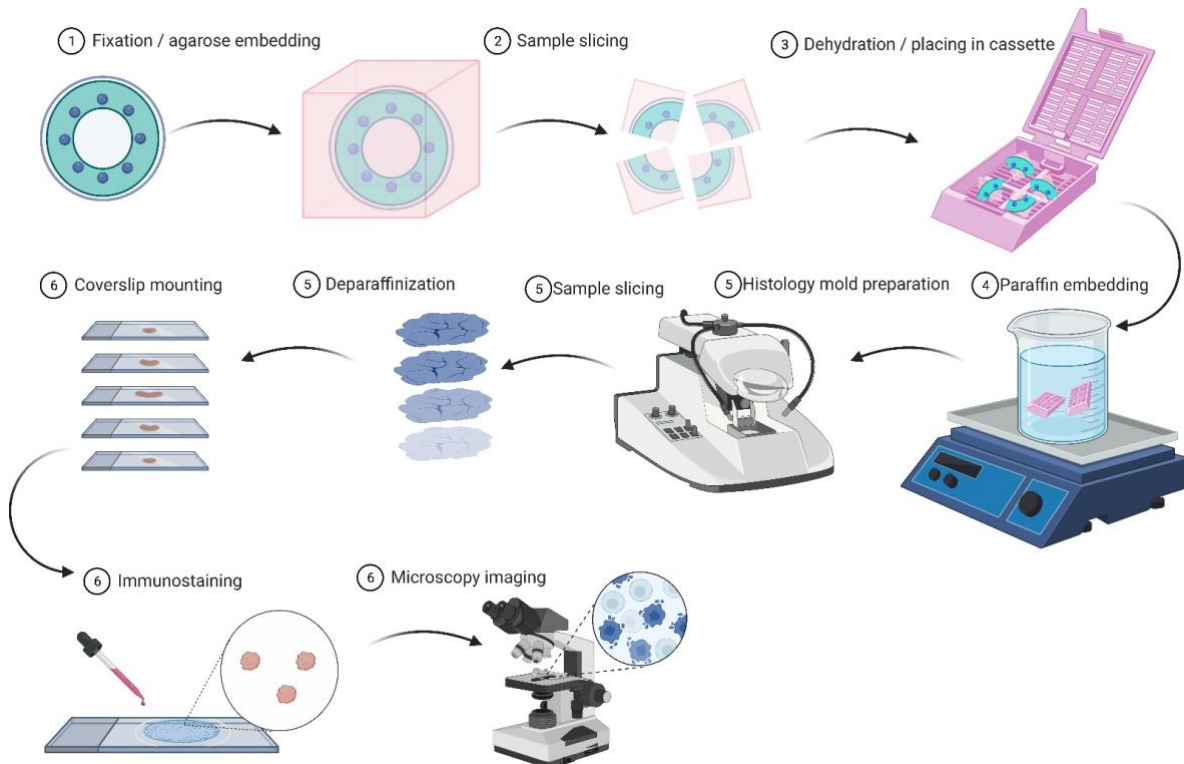 1 Fixation / agarose embedding
2 Sample slicing
3 Dehydration / placing in cassette
6 Coverslip mounting
5 Deparaffinization
5 Sample slicing
5 Histology mold preparation
4 Paraffin embedding
6 Immunostaining
6 Microscopy imaging